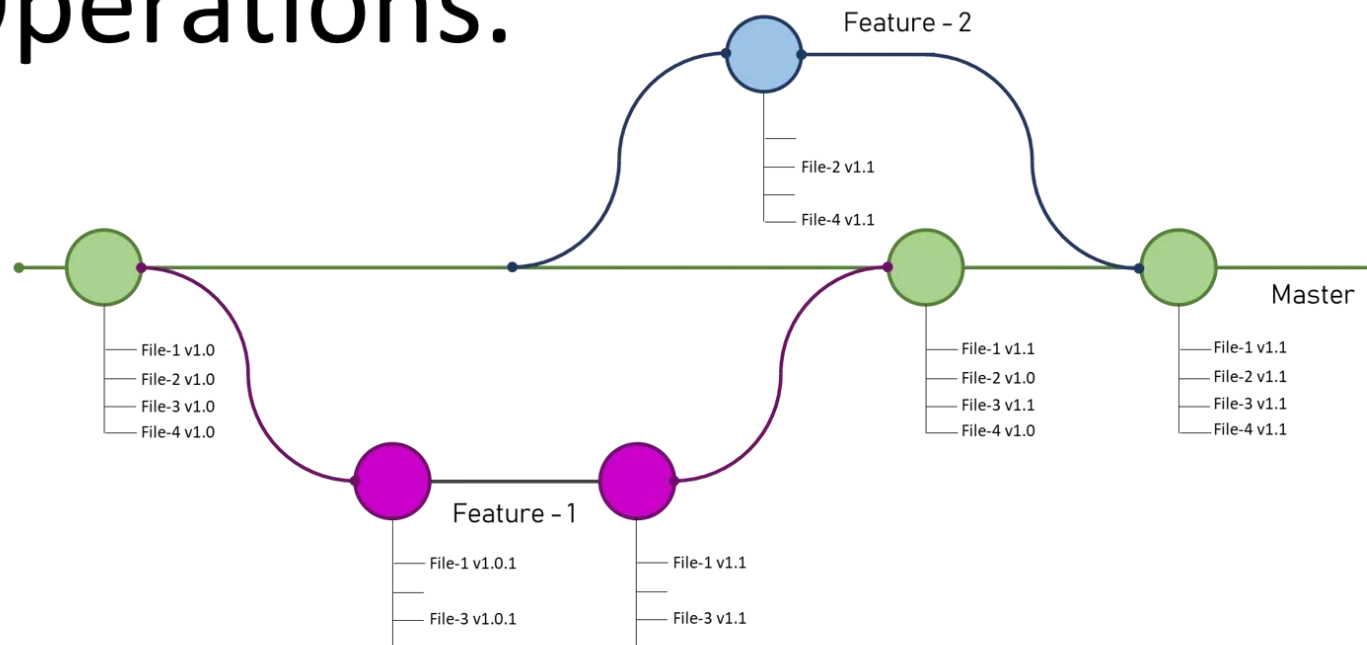 perations.
Feature - 2
File-2 v1.1
File-4 v1.1
Master
File-1 v1.0
File-2 v1.0
File-3 v1.0
File-4 v1.0
File-1 v1.1
File-2 v1.0
File-3 v1.1
File-4 v1.0
File-1 v1.1
File-2 v1.1
File-3 v1.1
File-4 v1.1
Feature - 1
File-1 v1.0.1
File-3 v1.0.1
File-1 v1.1
File-3 v1.1